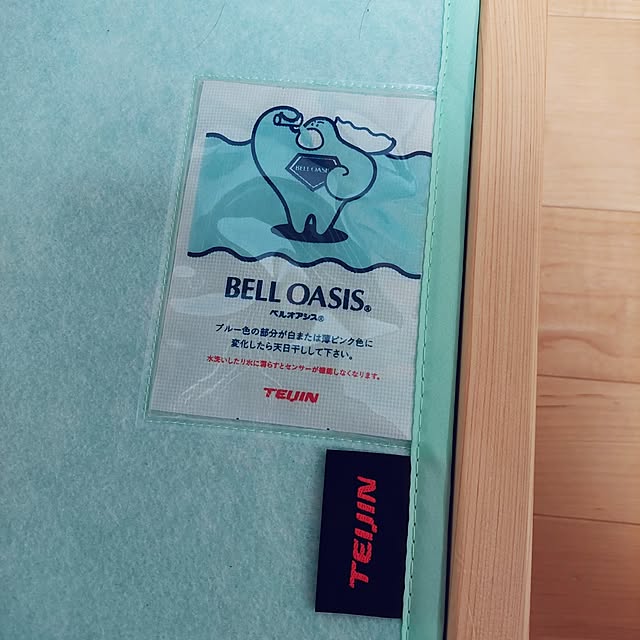 BELL OASIS
BELL OASIS®
ベルオアシス®
ブルー色の部分が白または薄ピンク色に
変化したら天日干しして下さい。
水洗いしたり水に濡らすとセンサーが機能しなくなります。
TEIJIN
TEIJIN